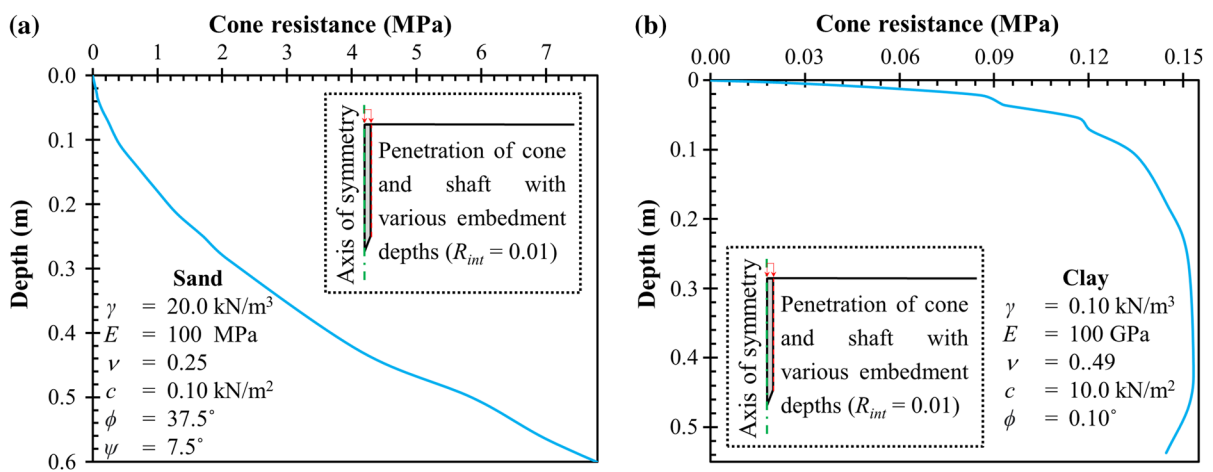 (a)
Cone resistance (MPa)
0 1 2 3 4 5 6 7
Depth (m)
0.0
0.1
0.2
0.3
0.4
0.5
0.6
Axis of symmetry
Penetration of cone
and shaft with
various embedment
depths (R_int = 0.01)
Sand
γ = 20.0 kN/m³
E = 100 MPa
ν = 0.25
c = 0.10 kN/m²
ϕ = 37.5°
ψ = 7.5°
(b)
Cone resistance (MPa)
0.00 0.03 0.06 0.09 0.12 0.15
Depth (m)
0
0.1
0.2
0.3
0.4
0.5
Axis of symmetry
Penetration of cone
and shaft with
various embedment
depths (R_int = 0.01)
Clay
γ = 0.10 kN/m³
E = 100 GPa
ν = 0..49
c = 10.0 kN/m²
ϕ = 0.10°